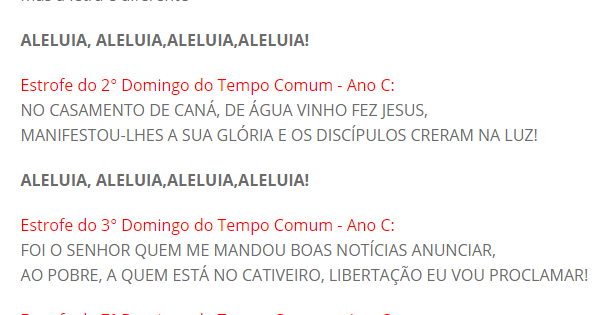 ALELUIA, ALELUIA,ALELUIA,ALELUIA!
Estrofe do 2° Domingo do Tempo Comum - Ano C:
NO CASAMENTO DE CANÁ, DE ÁGUA VINHO FEZ JESUS,
MANIFESTOU-LHES A SUA GLÓRIA E OS DISCÍPULOS CRERAM NA LUZ!
ALELUIA, ALELUIA,ALELUIA,ALELUIA!
Estrofe do 3° Domingo do Tempo Comum - Ano C:
FOI O SENHOR QUEM ME MANDOU BOAS NOTÍCIAS ANUNCIAR,
AO POBRE, A QUEM ESTÁ NO CATIVEIRO, LIBERTAÇÃO EU VOU PROCLAMAR!